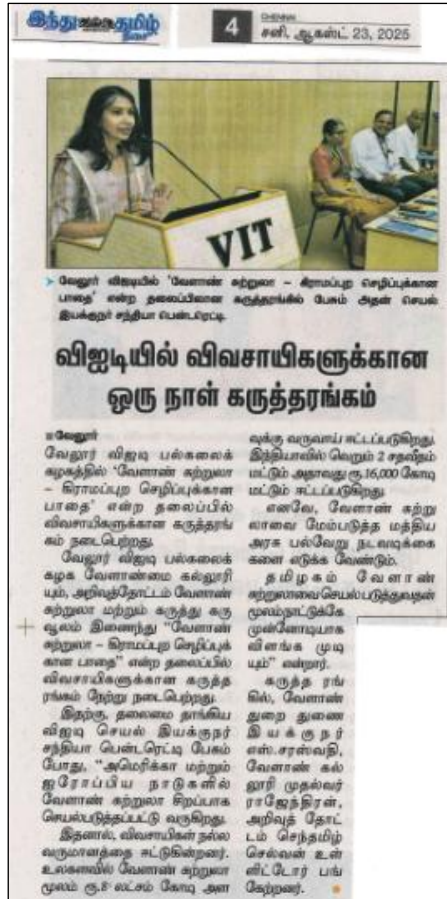 இந்து தமிழ்
4
CHENNAI
சனி, ஆகஸ்ட் 23, 2025
VIT
வேலூர் விஐடியில் 'வேளாண் சுற்றுலா – கிராமப்புற செழிப்புக்கான
பாதை' என்ற தலைப்பிலான கருத்தரங்கில் பேசும் அதன் செயல்
இயக்குநர் சந்தியா பென்டரெட்டி.
விஐடியில் விவசாயிகளுக்கான
ஒரு நாள் கருத்தரங்கம்
வேலூர்
வேலூர் விஐடி பல்கலைக்
கழகத்தில் 'வேளாண் சுற்றுலா
– கிராமப்புற செழிப்புக்கான
பாதை' என்ற தலைப்பில்
விவசாயிகளுக்கான கருத்தரங்
கம் நடைபெற்றது.
வேலூர் விஐடி பல்கலைக்
கழக வேளாண்மை கல்லூரி
யும், அறிவுத்தோட்டம் வேளாண்
சுற்றுலா மற்றும் கருத்து கரு
வூலம் இணைந்து "வேளாண்
சுற்றுலா – கிராமப்புற செழிப்புக்
கான பாதை" என்ற தலைப்பில்
விவசாயிகளுக்கான கருத்த
ரங்கம் நேற்று நடைபெற்றது.
இதற்கு, தலைமை தாங்கிய
விஐடி செயல் இயக்குநர்
சந்தியா பென்டரெட்டி பேசும்
போது, "அமெரிக்கா மற்றும்
ஐரோப்பிய நாடுகளில்
வேளாண் சுற்றுலா சிறப்பாக
செயல்படுத்தப்பட்டு வருகிறது.
இதனால், விவசாயிகள் நல்ல
வருமானத்தை ஈட்டுகின்றனர்.
உலகளவில் வேளாண் சுற்றுலா
மூலம் ரூ.8 லட்சம் கோடி அள
வுக்கு வருவாய் ஈட்டப்படுகிறது.
இந்தியாவில் வெறும் 2 சதவீதம்
மட்டும் அதாவது ரூ.16,000 கோடி
மட்டும் ஈட்டப்படுகிறது.
எனவே, வேளாண் சுற்று
லாவை மேம்படுத்த மத்திய
அரசு பல்வேறு நடவடிக்கை
களை எடுக்க வேண்டும்.
தமிழகம் வேளாண்
சுற்றுலாவை செயல்படுத்துவதன்
மூலம் நாட்டுக்கே
முன்னோடியாக
விளங்க முடி
யும்" என்றார்.
கருத்த ரங்
கில், வேளாண்
துறை துணை
இயக்குநர்
எஸ்.சரஸ்வதி,
வேளாண் கல்
லூரி முதல்வர்
ராஜேந்திரன்,
அறிவுத் தோட்
டம் செந்தமிழ்
செல்வன் உள்
ளிட்டோர் பங்
கேற்றனர்.